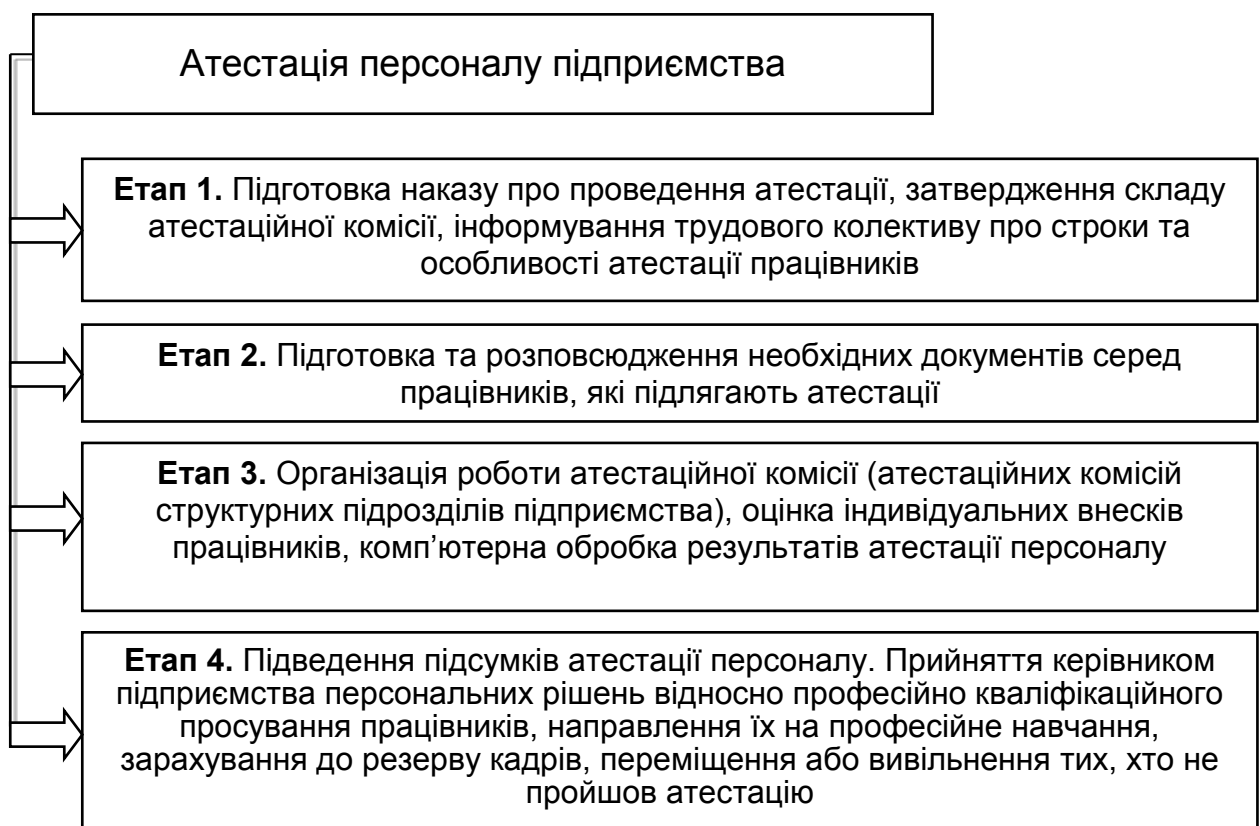 Атестація персоналу підприємства
Етап 1. Підготовка наказу про проведення атестації, затвердження складу
атестаційної комісії, інформування трудового колективу про строки та
особливості атестації працівників
Етап 2. Підготовка та розповсюдження необхідних документів серед
працівників, які підлягають атестації
Етап 3. Організація роботи атестаційної комісії (атестаційних комісій
структурних підрозділів підприємства), оцінка індивідуальних внесків
працівників, комп’ютерна обробка результатів атестації персоналу
Етап 4. Підведення підсумків атестації персоналу. Прийняття керівником
підприємства персональних рішень відносно професійно кваліфікаційного
просування працівників, направлення їх на професійне навчання,
зарахування до резерву кадрів, переміщення або вивільнення тих, хто не
пройшов атестацію